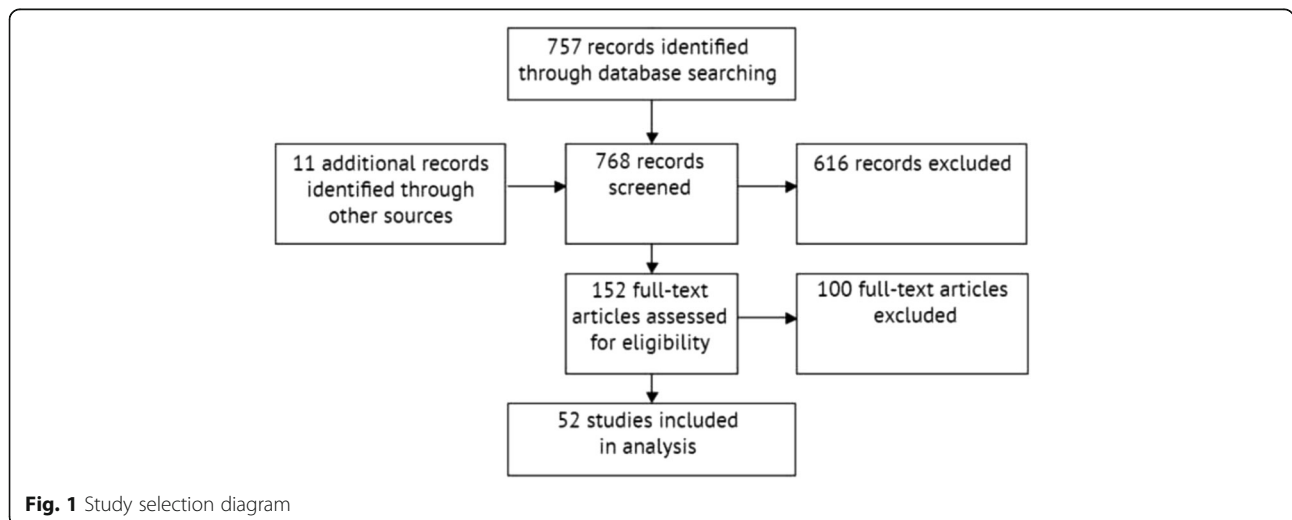 757 records identified
through database searching
11 additional records
identified through
other sources
768 records
screened
616 records excluded
152 full-text
articles assessed
for eligibility
100 full-text articles
excluded
52 studies included
in analysis
Fig. 1 Study selection diagram